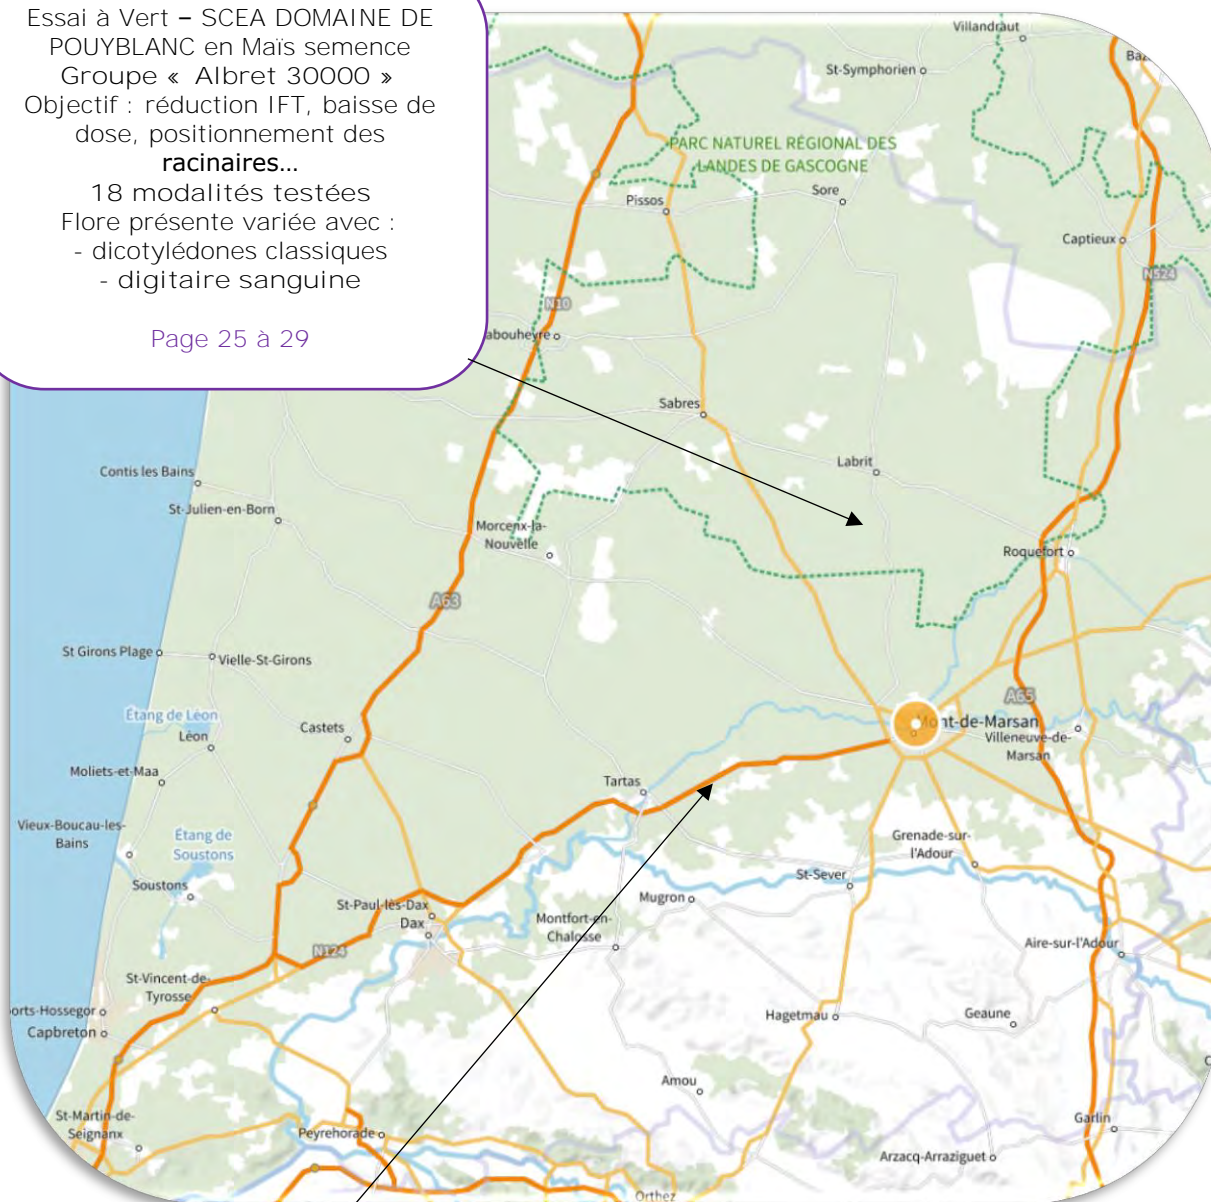 Essai à Vert – SCEA DOMAINE DE
POUYBLANC en Maïs semence
Groupe « Albret 30000 »
Objectif : réduction IFT, baisse de
dose, positionnement des
racinaires...
18 modalités testées
Flore présente variée avec :
- dicotylédones classiques
- digitaire sanguine
Page 25 à 29
Villandraut
St-Symphorien
PARC NATUREL RÉGIONAL DES
LANDES DE GASCOGNE
Pissos
Sore
Captieux
N524
N10
abouheyre
Sabres
Labrit
Contis les Bains
St-Julien-en-Born
Morcenx-la-
Nouvelle
Roquefort
A63
St Girons Plage
Vielle-St-Girons
Étang de Léon
Léon
Castets
A65
Mont-de-Marsan
Villeneuve-de-
Marsan
Moliets-et-Maa
Tartas
Vieux-Boucau-les-
Bains
Étang de
Soustons
Grenade-sur-
l'Adour
Soustons
St-Sever
Mugron
St-Paul-lès-Dax
Dax
Montfort-en-
Chalosse
N124
Aire-sur-l'Adour
St-Vincent-de-
Tyrosse
orts-Hossegor
Capbreton
Hagetmau
Geaune
Amou
St-Martin-de-
Seignanx
Peyrehorade
Garlin
Arzacq-Arraziguet
Orthez